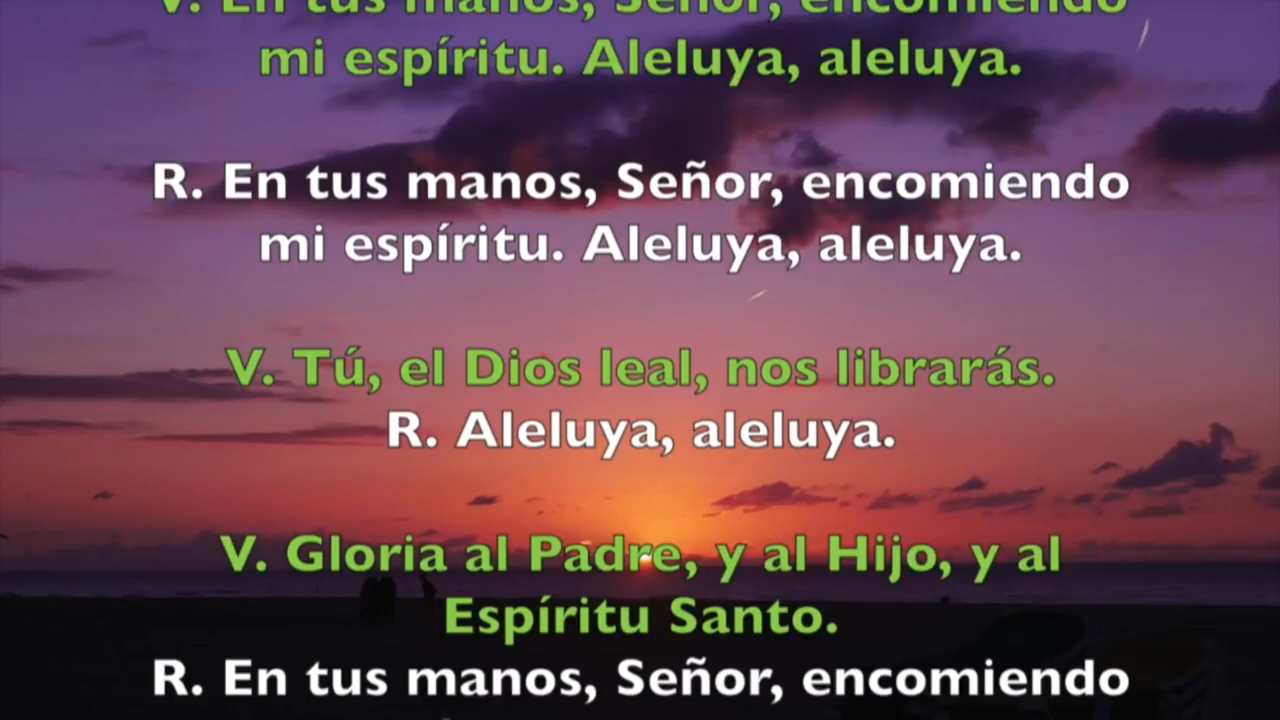 V. En tus manos, Señor, encomiendo
mi espíritu. Aleluya, aleluya.
R. En tus manos, Señor, encomiendo
mi espíritu. Aleluya, aleluya.
V. Tú, el Dios leal, nos librarás.
R. Aleluya, aleluya.
V. Gloria al Padre, y al Hijo, y al
Espíritu Santo.
R. En tus manos, Señor, encomiendo